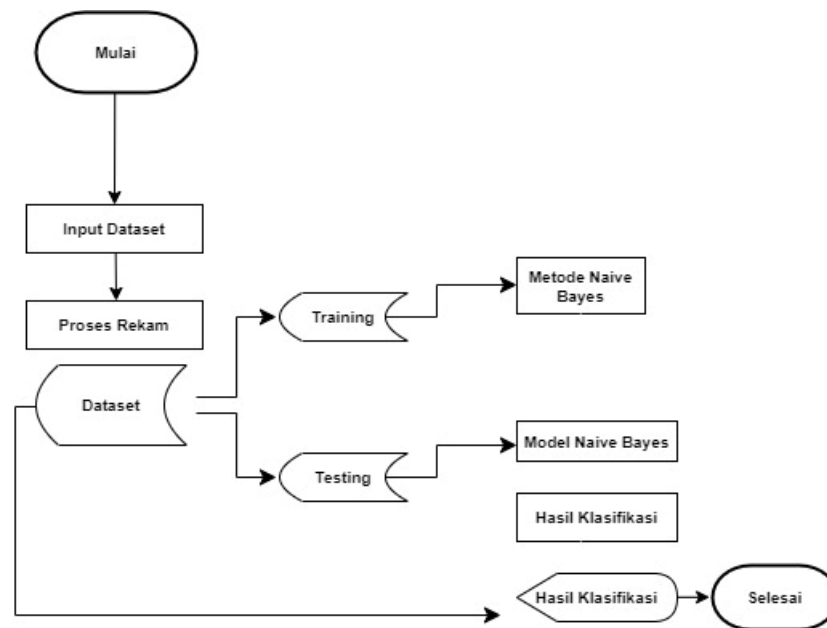 Mulai
Input Dataset
Proses Rekam
Dataset
Training
Testing
Metode Naive
Bayes
Model Naive Bayes
Hasil Klasifikasi
Hasil Klasifikasi
Selesai